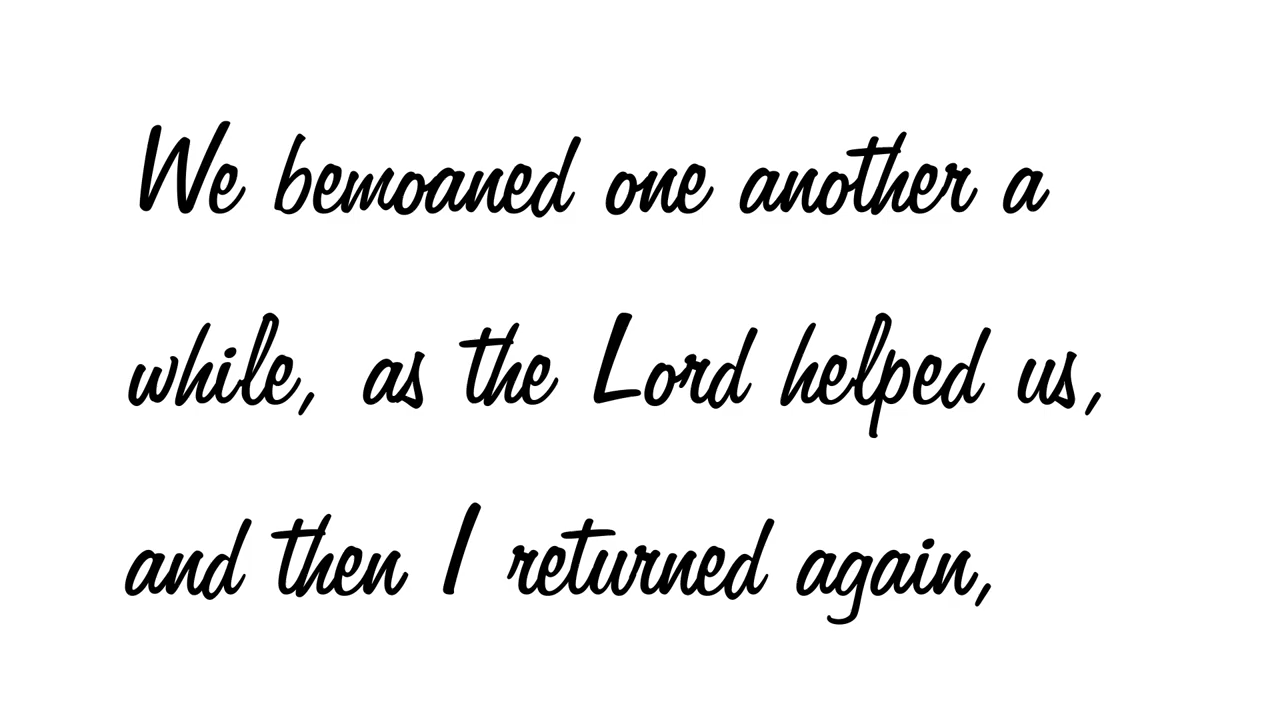 We bemoaned one another a
while, as the Lord helped us,
and then I returned again,